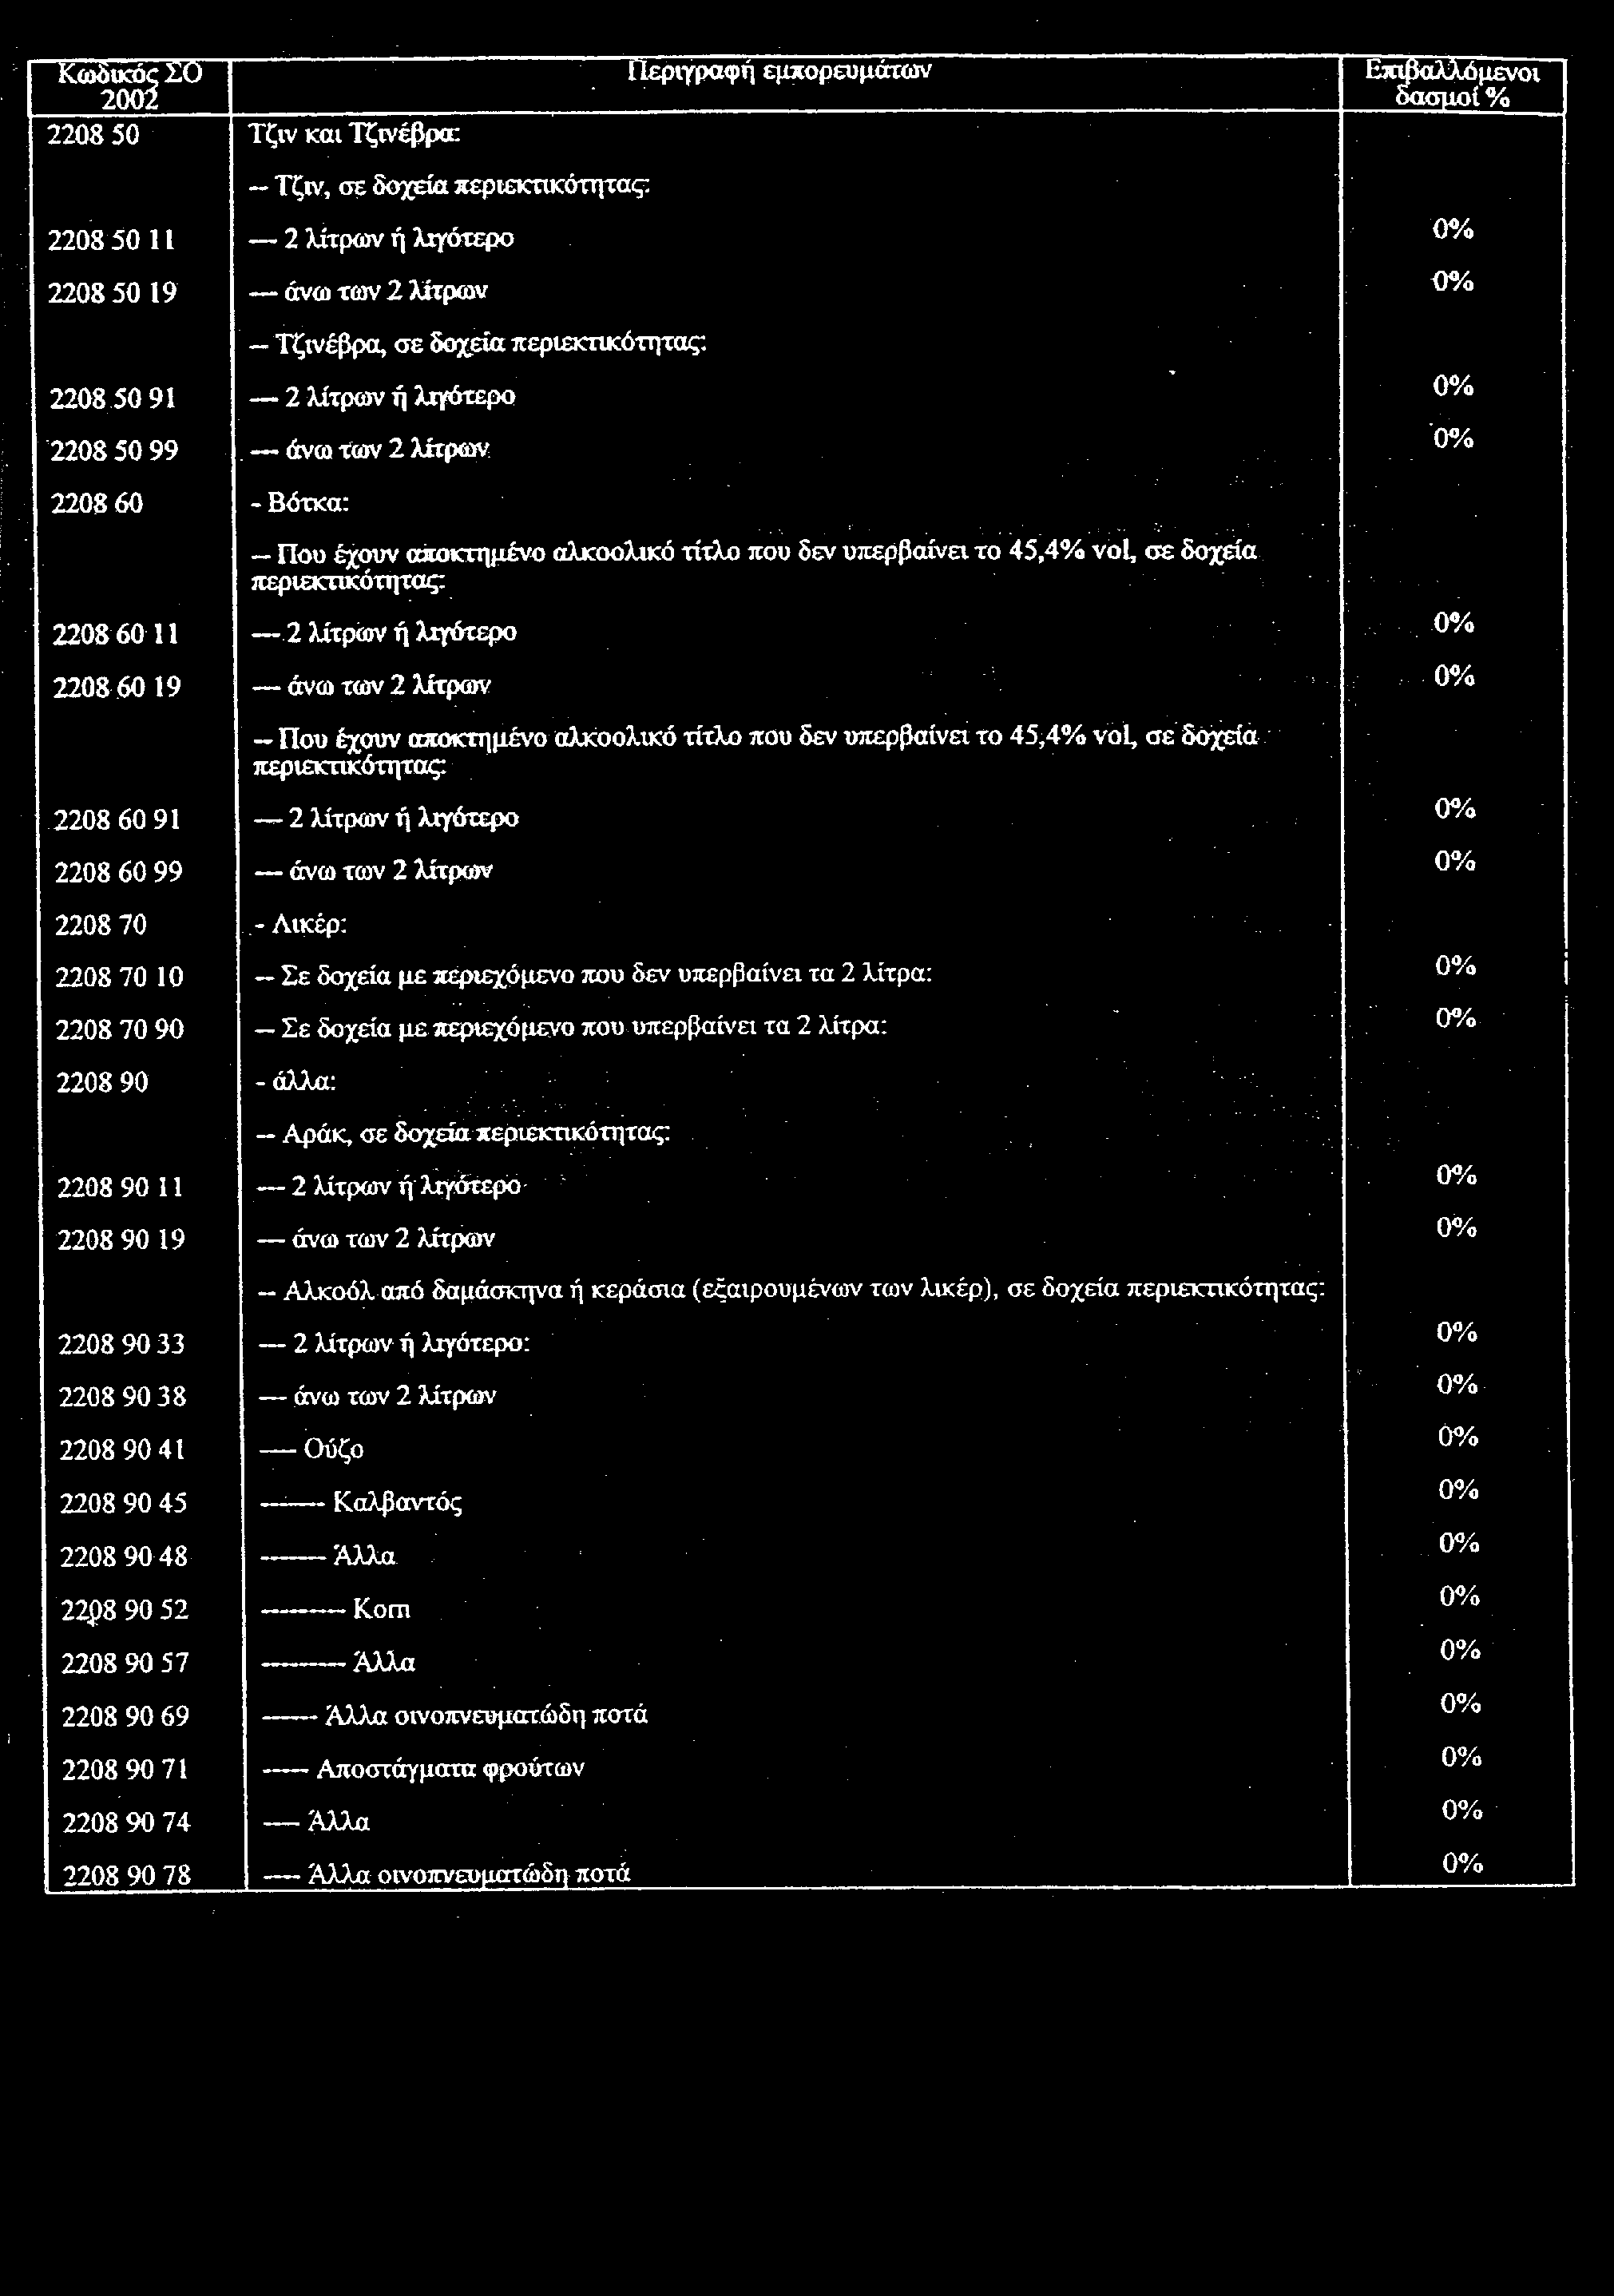 Κωδικός ΣΟ 2002 Περιγραφή εμπορευμάτων Επιβαλλόμενοι δασμοί %
2208 50 Τζιν και Τζινέβρα:
-- Τζιν, σε δοχεία περιεκτικότητας:
2208 50 11 --- 2 λίτρων ή λιγότερο 0%
2208 50 19 --- άνω των 2 λίτρων 0%
-- Τζινέβρα, σε δοχεία περιεκτικότητας:
2208 50 91 --- 2 λίτρων ή λιγότερο 0%
2208 50 99 --- άνω των 2 λίτρων 0%
2208 60 - Βότκα:
-- Που έχουν αποκτημένο αλκοολικό τίτλο που δεν υπερβαίνει το 45,4% vol, σε δοχεία
περιεκτικότητας:
2208 60 11 --- 2 λίτρων ή λιγότερο 0%
2208 60 19 --- άνω των 2 λίτρων 0%
-- Που έχουν αποκτημένο αλκοολικό τίτλο που δεν υπερβαίνει το 45,4% vol, σε δοχεία
περιεκτικότητας:
2208 60 91 --- 2 λίτρων ή λιγότερο 0%
2208 60 99 --- άνω των 2 λίτρων 0%
2208 70 - Λικέρ:
2208 70 10 -- Σε δοχεία με περιεχόμενο που δεν υπερβαίνει τα 2 λίτρα: 0%
2208 70 90 -- Σε δοχεία με περιεχόμενο που υπερβαίνει τα 2 λίτρα: 0%
2208 90 - άλλα:
-- Αράκ, σε δοχεία περιεκτικότητας:
2208 90 11 --- 2 λίτρων ή λιγότερο 0%
2208 90 19 --- άνω των 2 λίτρων 0%
-- Αλκοόλ από δαμάσκηνα ή κεράσια (εξαιρουμένων των λικέρ), σε δοχεία περιεκτικότητας:
2208 90 33 --- 2 λίτρων ή λιγότερο: 0%
2208 90 38 --- άνω των 2 λίτρων 0%
2208 90 41 ---- Ούζο 0%
2208 90 45 ------- Καλβαντός 0%
2208 90 48 ------- Άλλα 0%
2208 90 52 --------- Korn 0%
2208 90 57 --------- Άλλα 0%
2208 90 69 ------ Άλλα οινοπνευματώδη ποτά 0%
2208 90 71 ----- Αποστάγματα φρούτων 0%
2208 90 74 ---- Άλλα 0%
2208 90 78 ---- Άλλα οινοπνευματώδη ποτά 0%